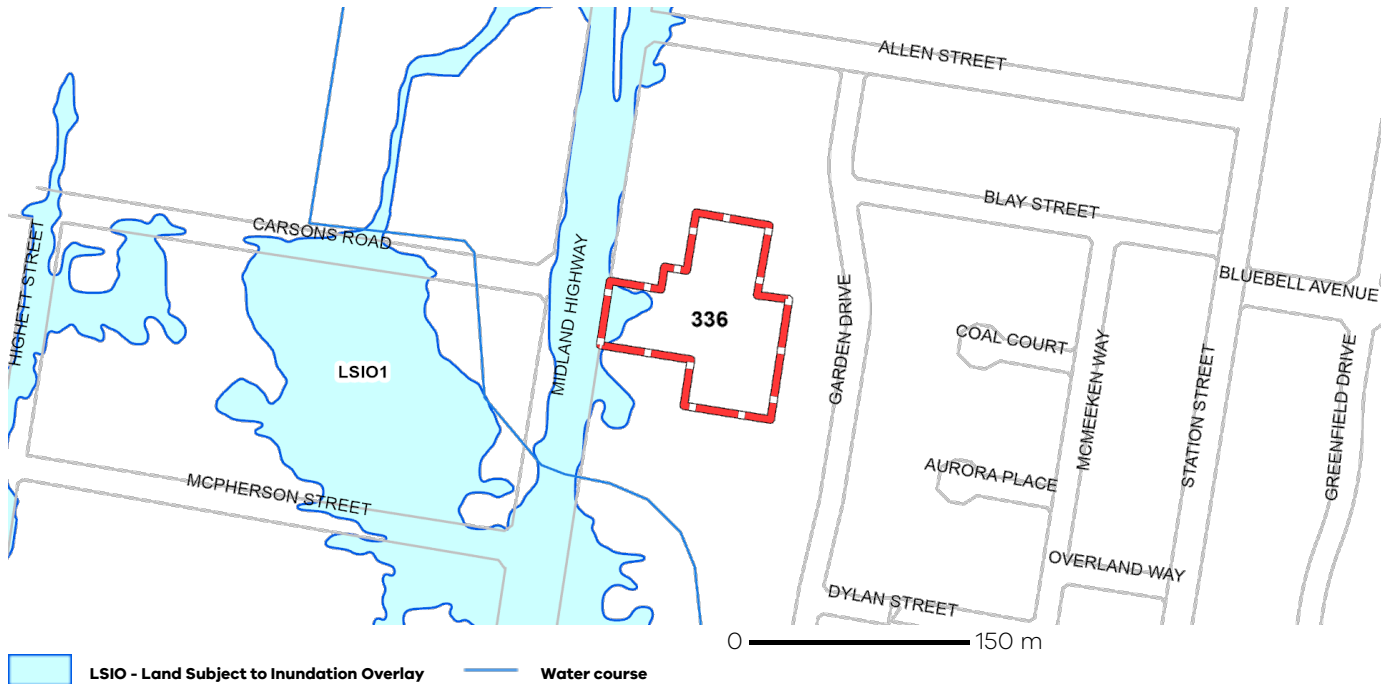 ALLEN STREET
BLAY STREET
CARSONS ROAD
HIGHETT STREET
MIDLAND HIGHWAY
BLUEBELL AVENUE
336
GARDEN DRIVE
COAL COURT
MCMEEKEN WAY
STATION STREET
GREENFIELD DRIVE
LSIO1
AURORA PLACE
MCPHERSON STREET
OVERLAND WAY
DYLAN STREET
0 150 m
LSIO - Land Subject to Inundation Overlay Water course